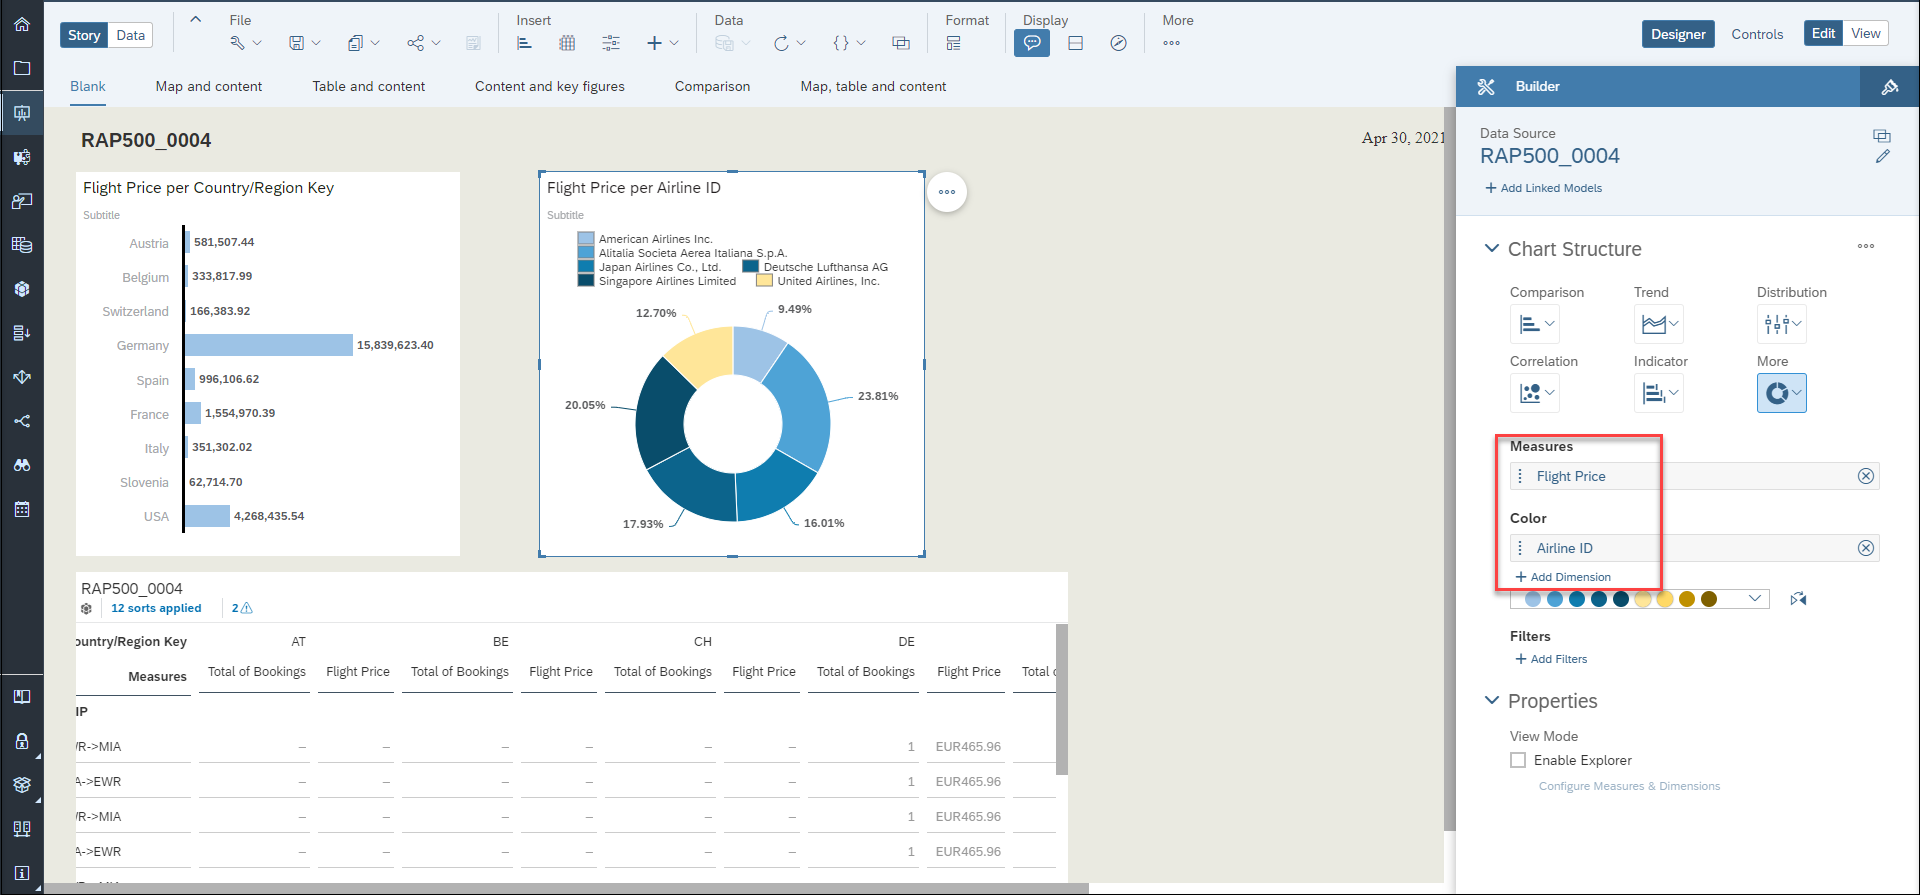 File
Insert
Data
Format
Display
More
Story
Data
Designer
Controls
Edit
View
Blank
Map and content
Table and content
Content and key figures
Comparison
Map, table and content
RAP500_0004
Apr 30, 2021
Flight Price per Country/Region Key
Subtitle
Austria 581,507.44
Belgium 333,817.99
Switzerland 166,383.92
Germany 15,839,623.40
Spain 996,106.62
France 1,554,970.39
Italy 351,302.02
Slovenia 62,714.70
USA 4,268,435.54
Flight Price per Airline ID
Subtitle
American Airlines Inc.
Alitalia Societa Aerea Italiana S.p.A.
Japan Airlines Co., Ltd. Deutsche Lufthansa AG
Singapore Airlines Limited United Airlines, Inc.
12.70%
9.49%
20.05%
23.81%
17.93%
16.01%
RAP500_0004
12 sorts applied 2
ountry/Region Key AT BE CH DE
Measures Total of Bookings Flight Price Total of Bookings Flight Price Total of Bookings Flight Price Total of Bookings Flight Price Total
IP
R->MIA – – – – – – 1 EUR465.96
A->EWR – – – – – – 1 EUR465.96
R->MIA – – – – – – 1 EUR465.96
A->EWR – – – – – – 1 EUR465.96
Builder
Data Source
RAP500_0004
+ Add Linked Models
Chart Structure
Comparison
Trend
Distribution
Correlation
Indicator
More
Measures
Flight Price
Color
Airline ID
+ Add Dimension
Filters
+ Add Filters
Properties
View Mode
Enable Explorer
Configure Measures & Dimensions